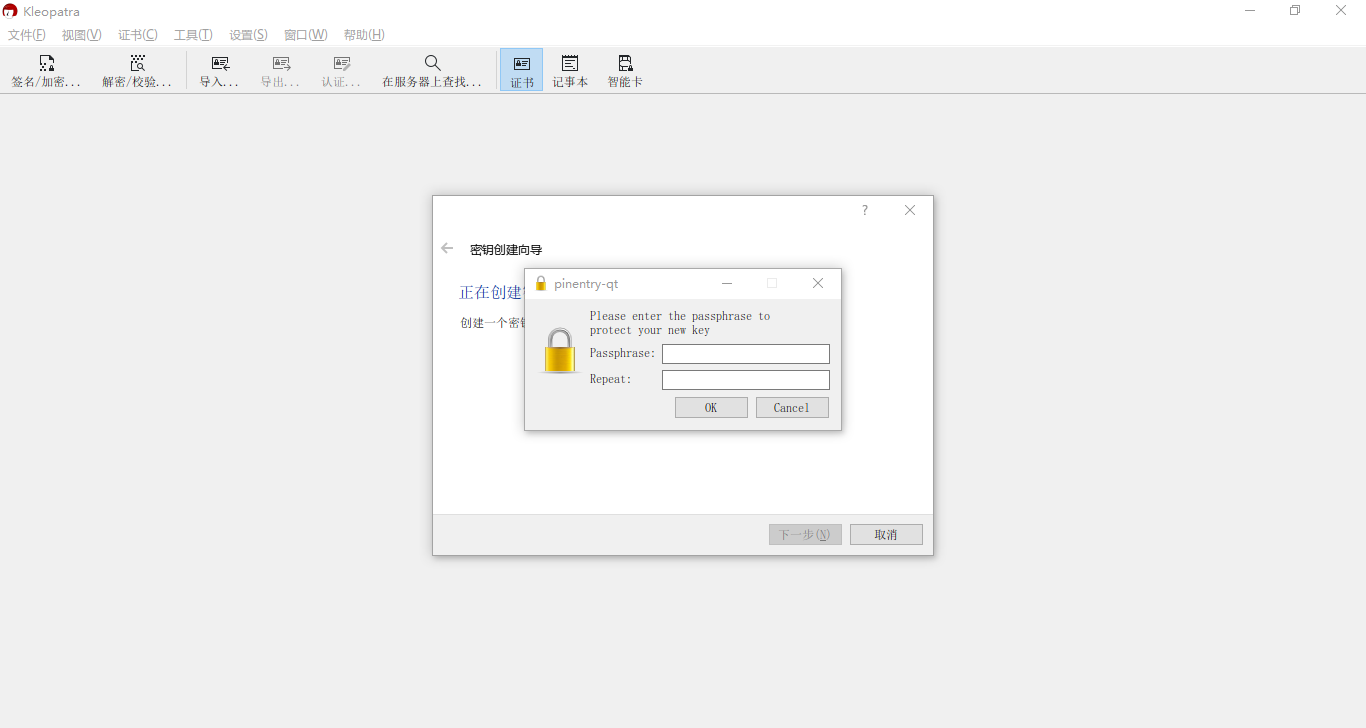 Kleopatra
文件(F) 视图(V) 证书(C) 工具(T) 设置(S) 窗口(W) 帮助(H)
签名/加密... 解密/校验... 导入... 导出... 认证... 在服务器上查找... 证书 记事本 智能卡
?
密钥创建向导
正在创建
创建一个密
pinentry-qt
Please enter the passphrase to
protect your new key
Passphrase:
Repeat:
OK Cancel
下一步(N) 取消